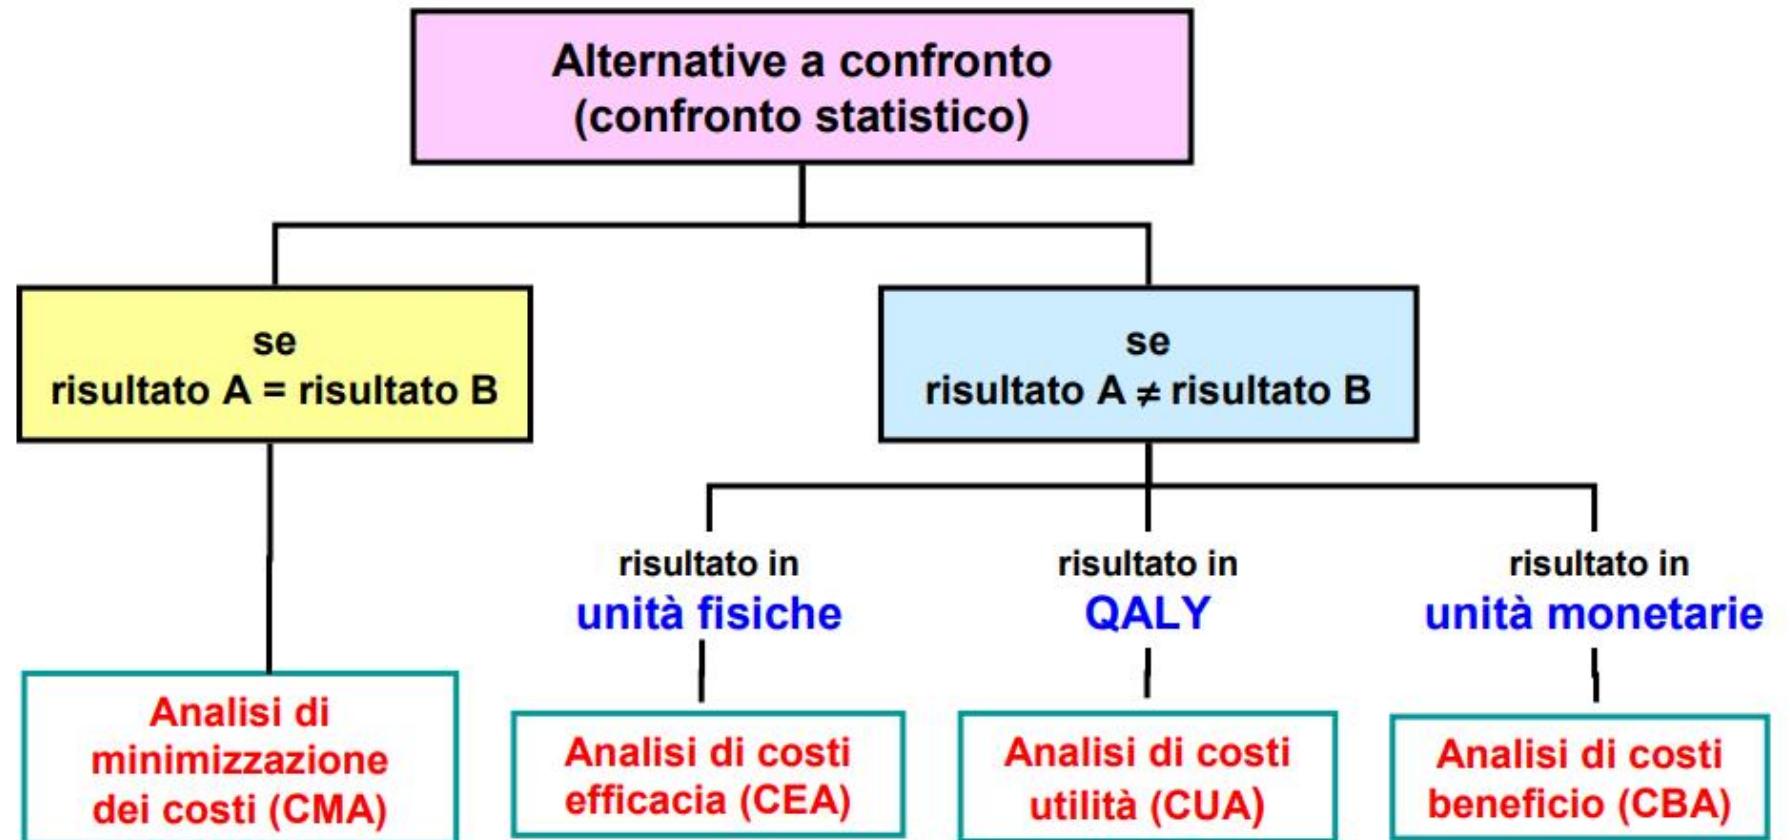 Alternative a confronto
(confronto statistico)
se
risultato A = risultato B
se
risultato A ≠ risultato B
risultato in
unità fisiche
risultato in
QALY
risultato in
unità monetarie
Analisi di
minimizzazione
dei costi (CMA)
Analisi di costi
efficacia (CEA)
Analisi di costi
utilità (CUA)
Analisi di costi
beneficio (CBA)